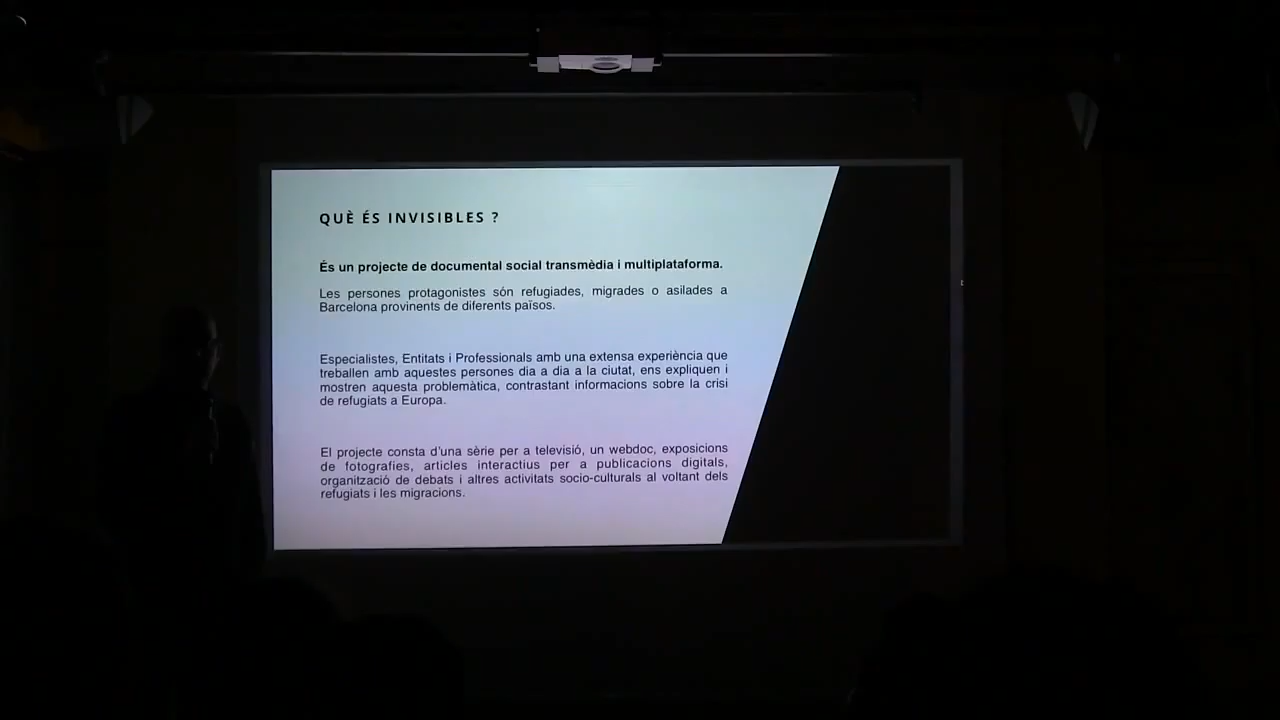 QUÈ ÉS INVISIBLES ?
És un projecte de documental social transmèdia i multiplataforma.
Les persones protagonistes són refugiades, migrades o asilades a
Barcelona provinents de diferents països.
Especialistes, Entitats i Professionals amb una extensa experiència que
treballen amb aquestes persones dia a dia a la ciutat, ens expliquen i
mostren aquesta problemàtica, contrastant informacions sobre la crisi
de refugiats a Europa.
El projecte consta d'una sèrie per a televisió, un webdoc, exposicions
de fotografies, articles interactius per a publicacions digitals,
organització de debats i altres activitats socio-culturals al voltant dels
refugiats i les migracions.